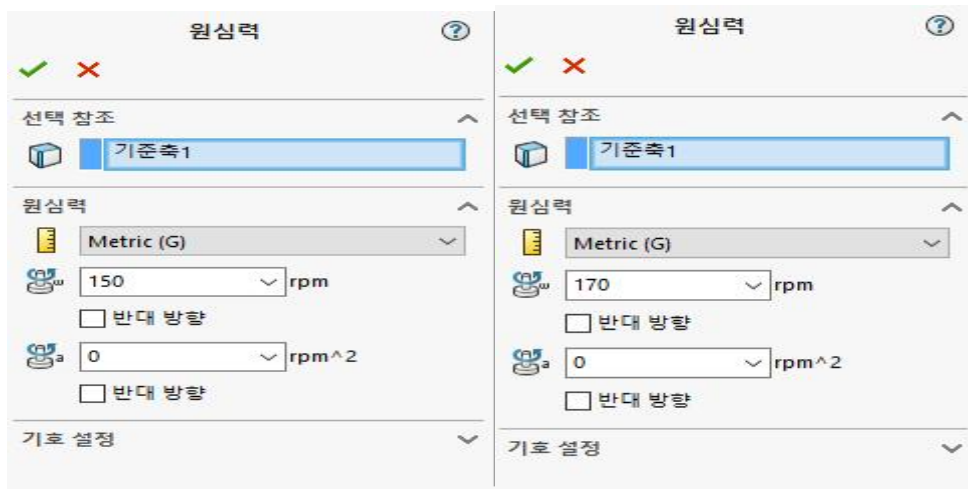 원심력
선택 참조
기준축1
원심력
Metric (G)
150 rpm
반대 방향
0 rpm^2
반대 방향
기호 설정
원심력
선택 참조
기준축1
원심력
Metric (G)
170 rpm
반대 방향
0 rpm^2
반대 방향
기호 설정